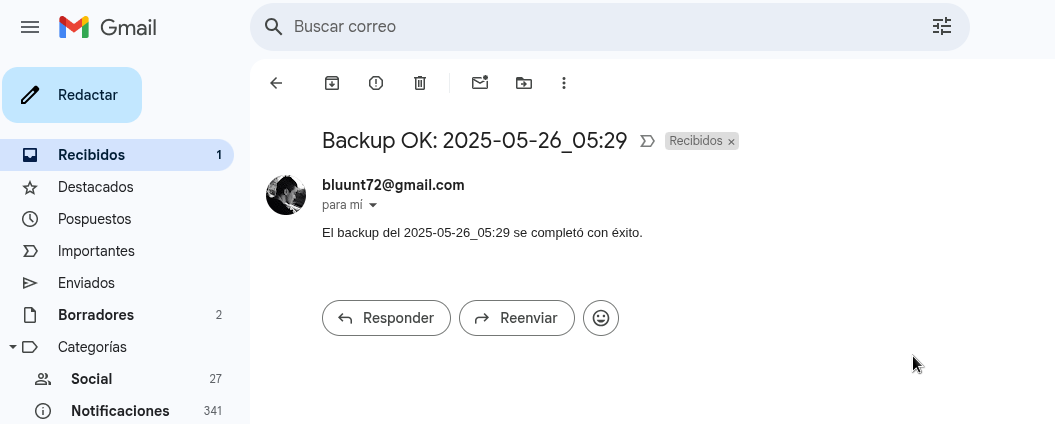 Gmail
Buscar correo
Redactar
Recibidos 1
Destacados
Pospuestos
Importantes
Enviados
Borradores 2
Categorías
Social 27
Notificaciones 341
Backup OK: 2025-05-26_05:29 Recibidos ×
bluunt72@gmail.com
para mí
El backup del 2025-05-26_05:29 se completó con éxito.
Responder Reenviar